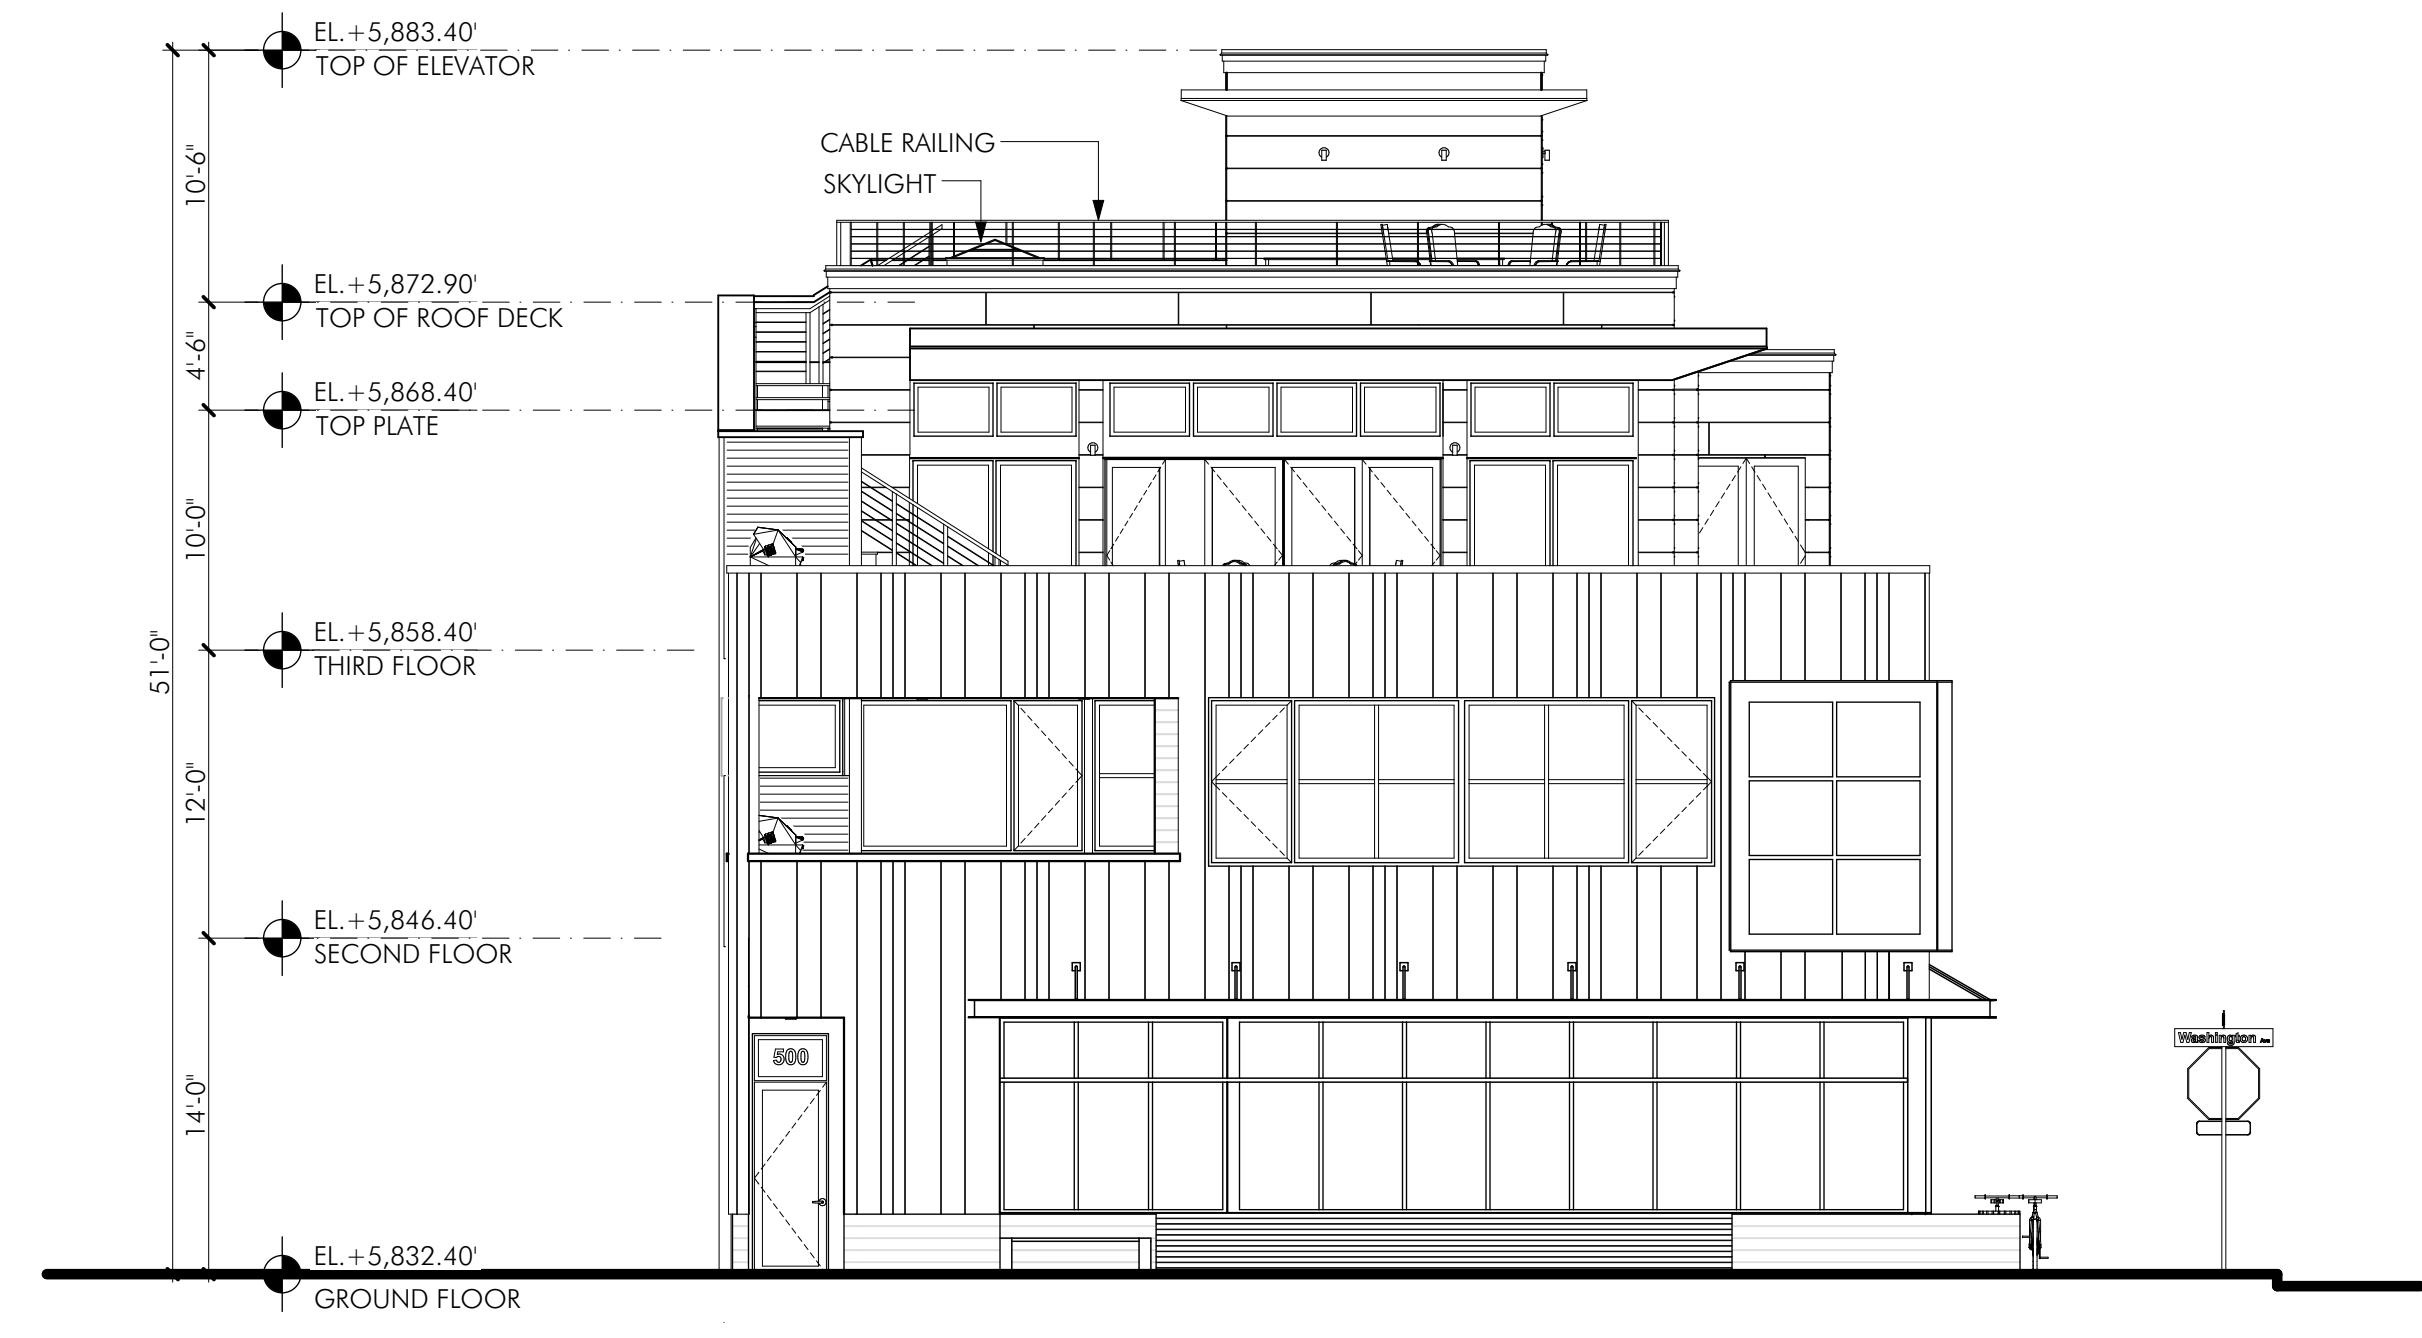 EL.+5,883.40'
TOP OF ELEVATOR
10'-6"
CABLE RAILING
SKYLIGHT
EL.+5,872.90'
TOP OF ROOF DECK
4'-6"
EL.+5,868.40'
TOP PLATE
10'-0"
EL.+5,858.40'
THIRD FLOOR
51'-0"
12'-0"
EL.+5,846.40'
SECOND FLOOR
14'-0"
500
Washington Ave
EL.+5,832.40'
GROUND FLOOR